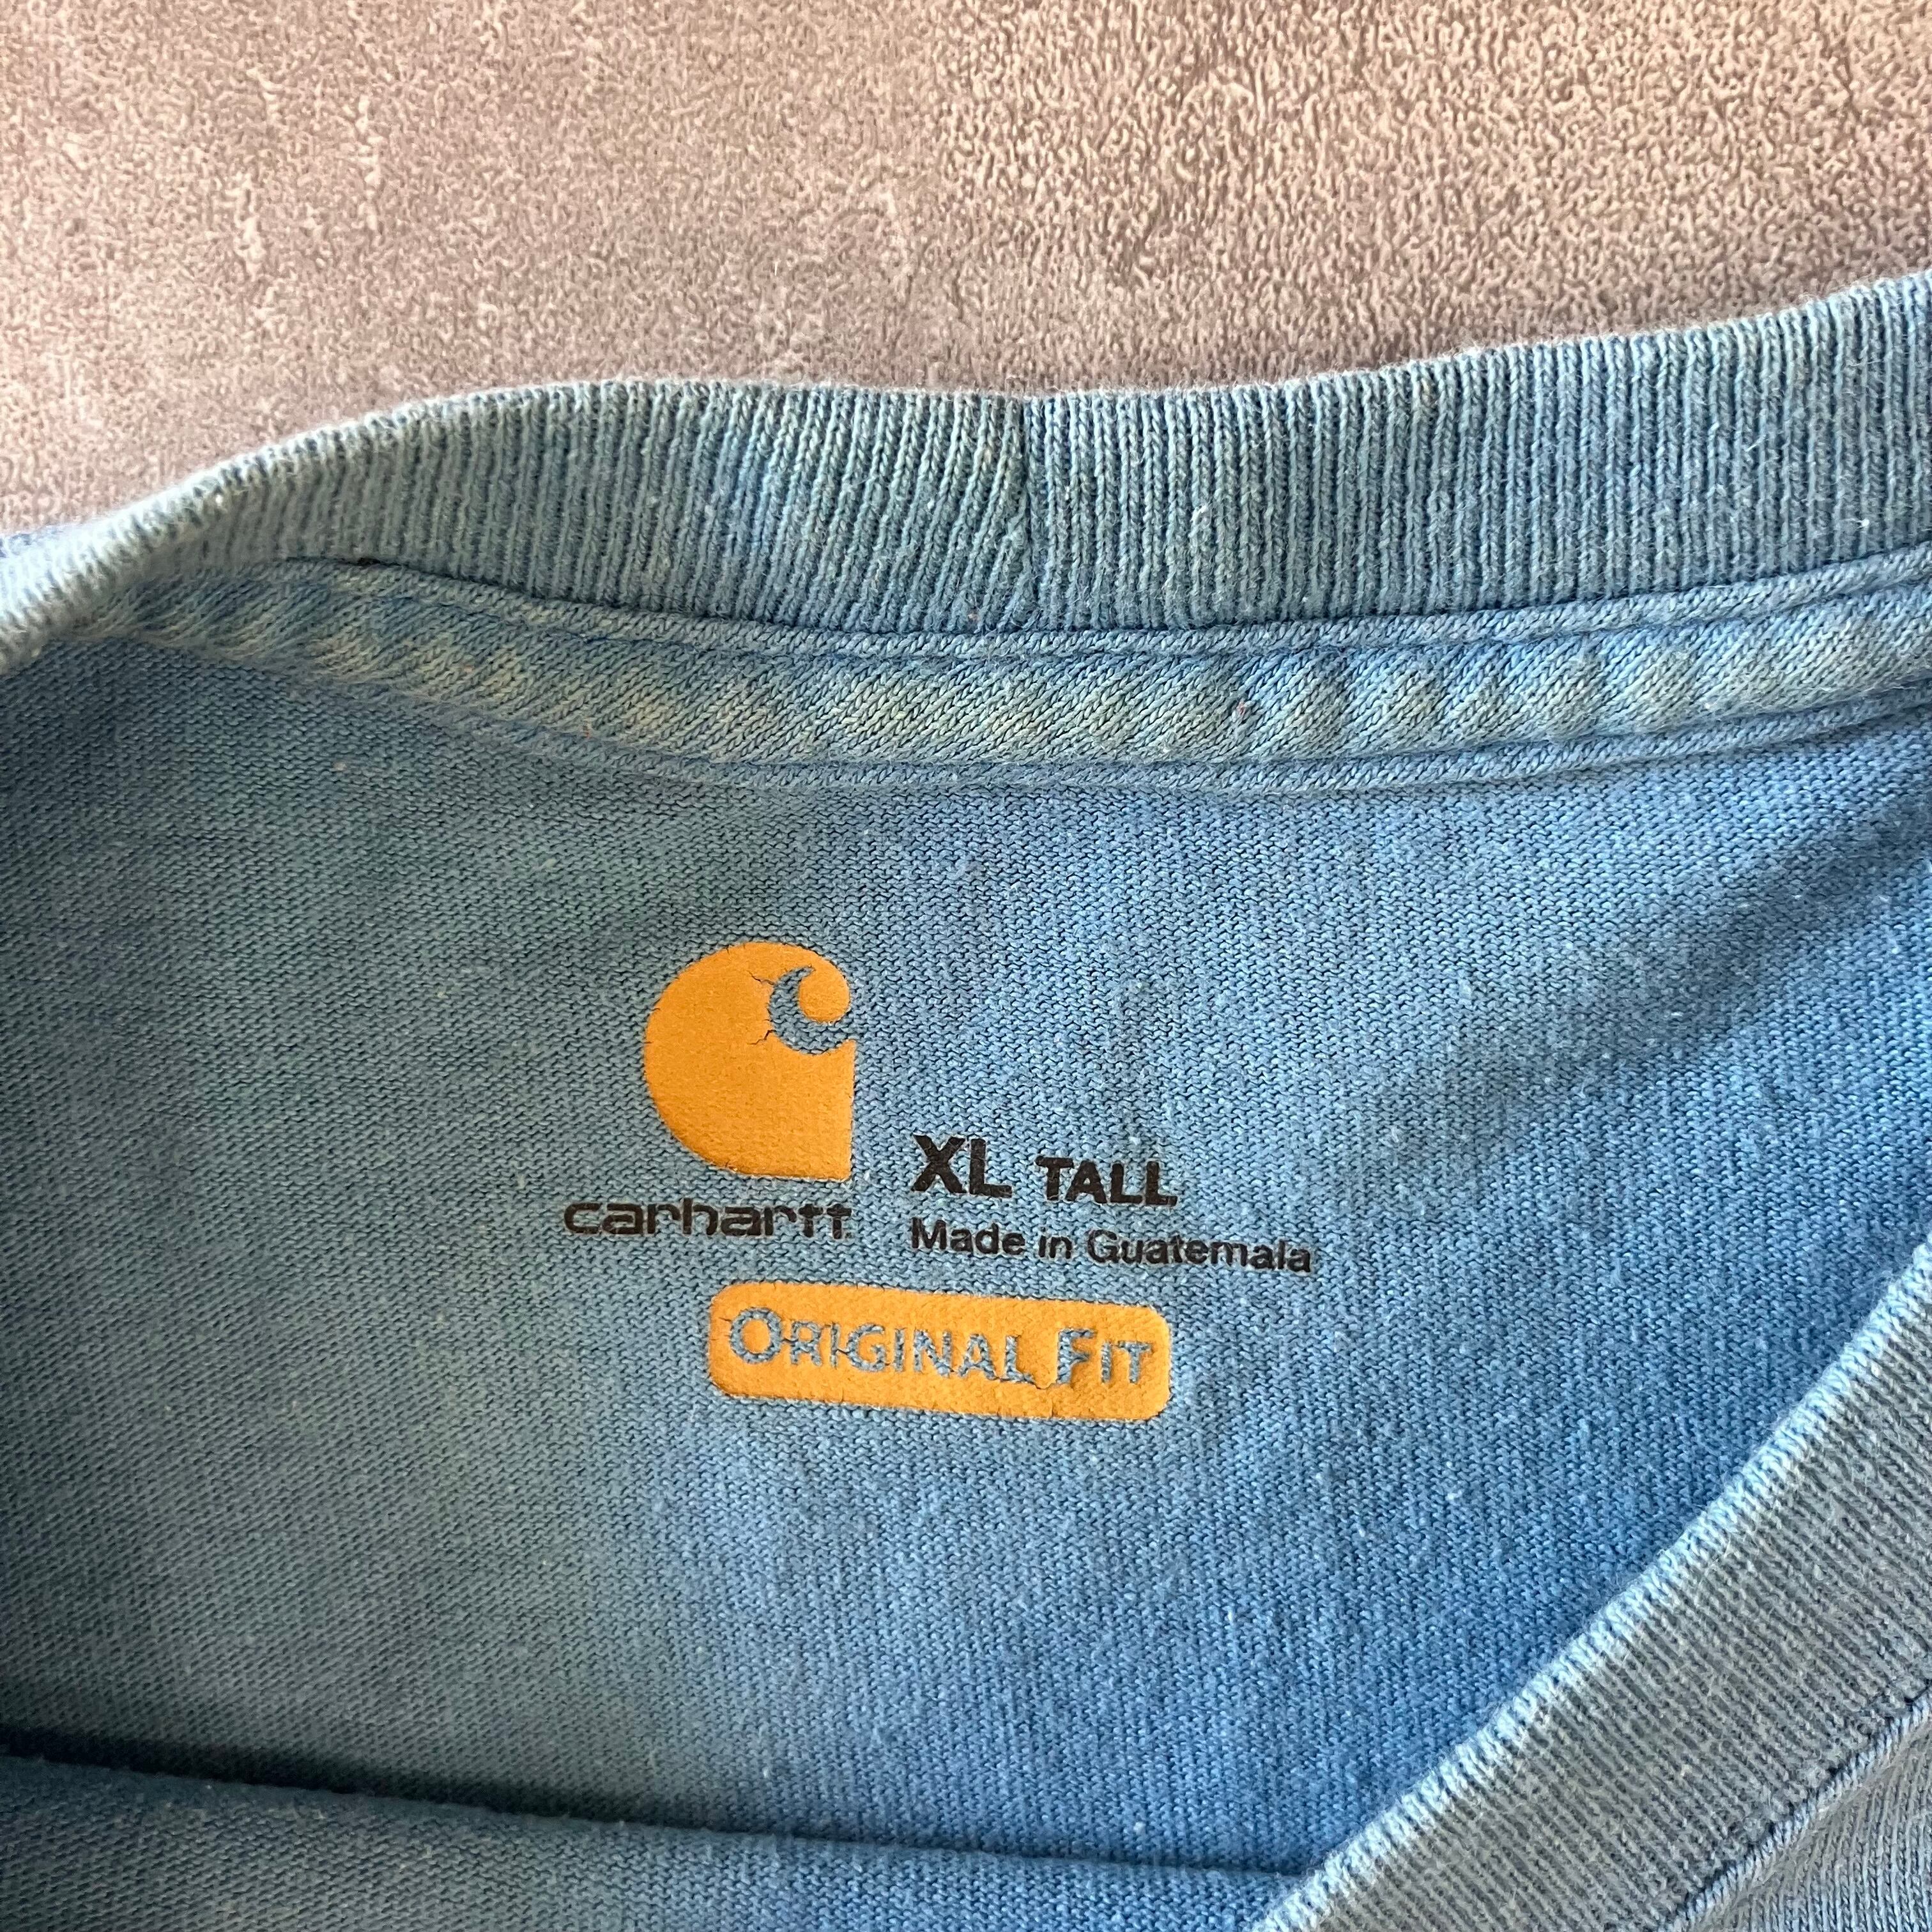 carhartt
XL TALL
Made in Guatemala
ORIGINAL FIT